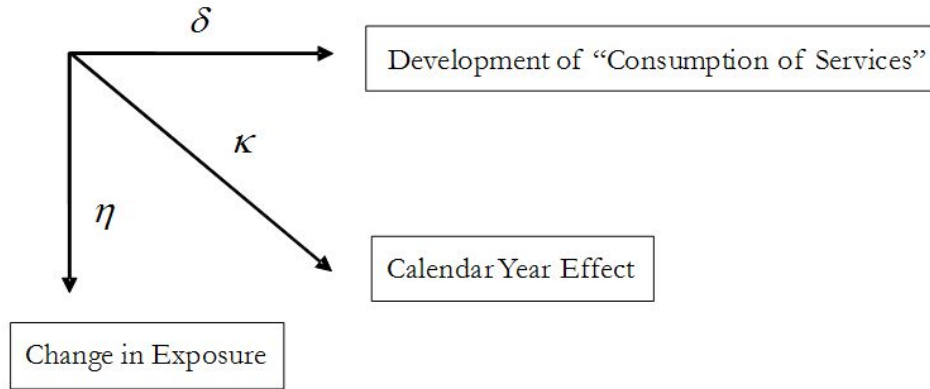 δ
Development of “Consumption of Services”
κ
η
Calendar Year Effect
Change in Exposure